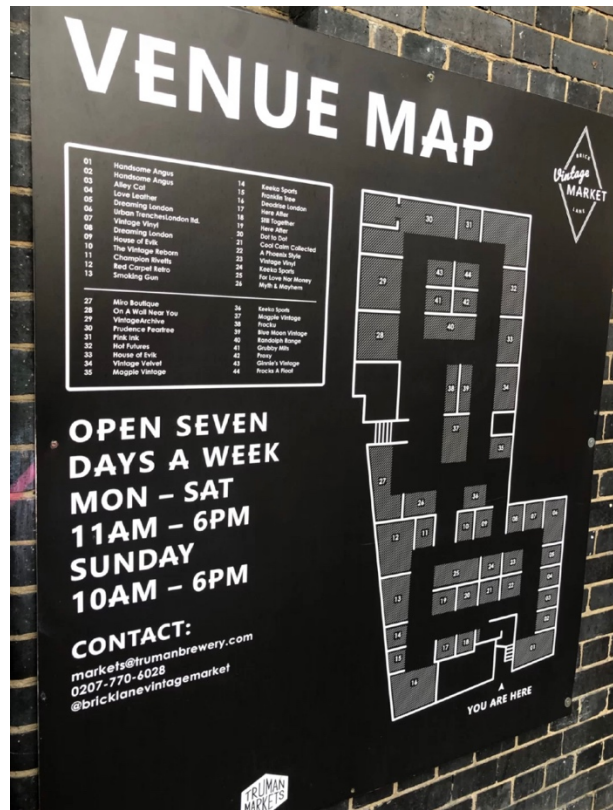 VENUE MAP
BRICK
Vintage
MARKET
LANE
01 Handsome Angus
02 Handsome Angus
03 Alley Cat
04 Love Leather
05 Dreaming London
06 Urban TrenchesLondon ltd.
07 Vintage Vinyl
08 Dreaming London
09 House of Evik
10 The Vintage Reborn
11 Champion Rivetts
12 Red Carpet Retro
13 Smoking Gun
14 Keeka Sports
15 Franklin Tree
16 Deadrise London
17 Here After
18 Still Together
19 Here After
20 Dot to Dot
21 Cool Calm Collected
22 A Phoenix Style
23 Vintage Vinyl
24 Keeka Sports
25 For Love Nor Money
26 Myth & Mayhem
27 Miro Boutique
28 On A Wall Near You
29 VintageArchive
30 Prudence Peartree
31 Pink Ink
32 Hot Futures
33 House of Evik
34 Vintage Velvet
35 Magpie Vintage
36 Keeka Sports
37 Magpie Vintage
38 Frocku
39 Blue Moon Vintage
40 Randolph Range
41 Grubby Mits
42 Proxy
43 Ginnie's Vintage
44 Frocks A Plenty
OPEN SEVEN
DAYS A WEEK
MON – SAT
11AM – 6PM
SUNDAY
10AM – 6PM
CONTACT:
markets@trumanbrewery.com
0207-770-6028
@bricklanevintagemarket
30 31
29 43 44 32
41 42
28 40 33
38 39 34
37
35
27 26 36
12 11 10 09 08 07 06
25 24 23 05
13 19 20 21 22 04
03
14 02
15 17 18 01
16
YOU ARE HERE
TRUMAN
MARKETS